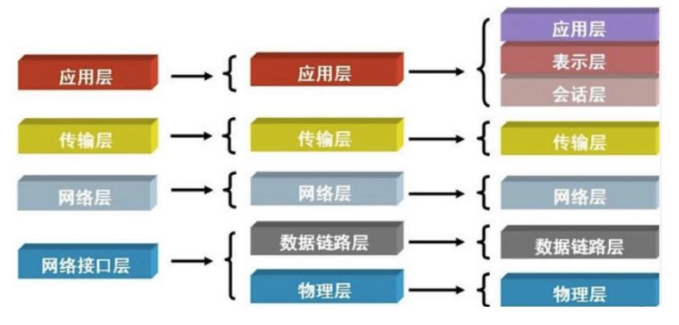 应用层
传输层
网络层
网络接口层
应用层
传输层
网络层
数据链路层
物理层
应用层
表示层
会话层
传输层
网络层
数据链路层
物理层